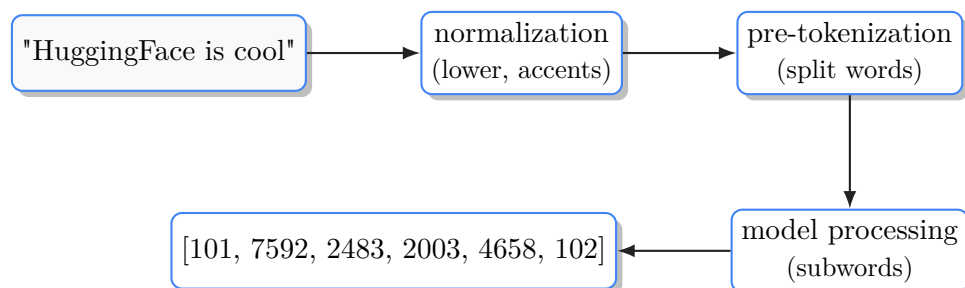 "HuggingFace is cool"
normalization
(lower, accents)
pre-tokenization
(split words)
model processing
(subwords)
[101, 7592, 2483, 2003, 4658, 102]